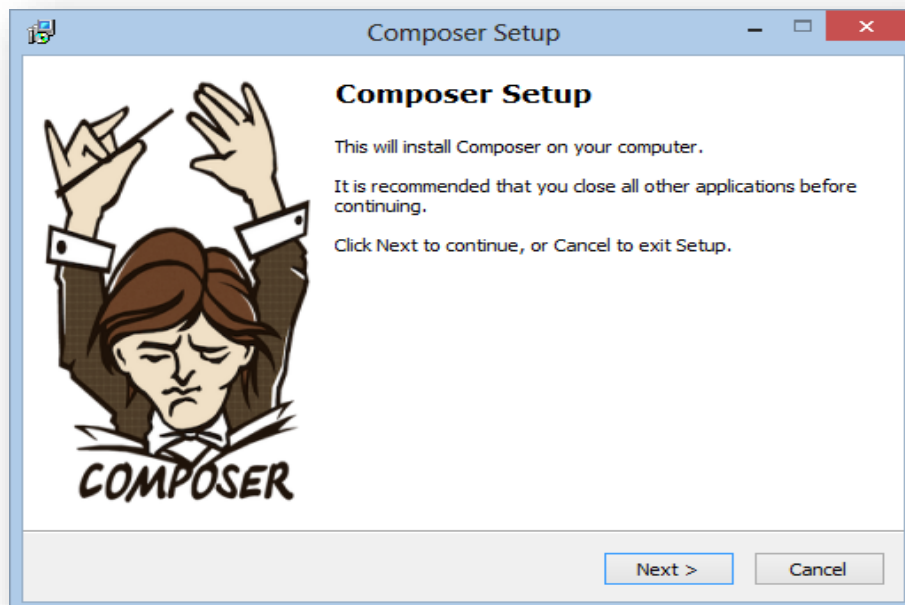 Composer Setup
Composer Setup
This will install Composer on your computer.
It is recommended that you close all other applications before
continuing.
Click Next to continue, or Cancel to exit Setup.
COMPOSER
Next >
Cancel